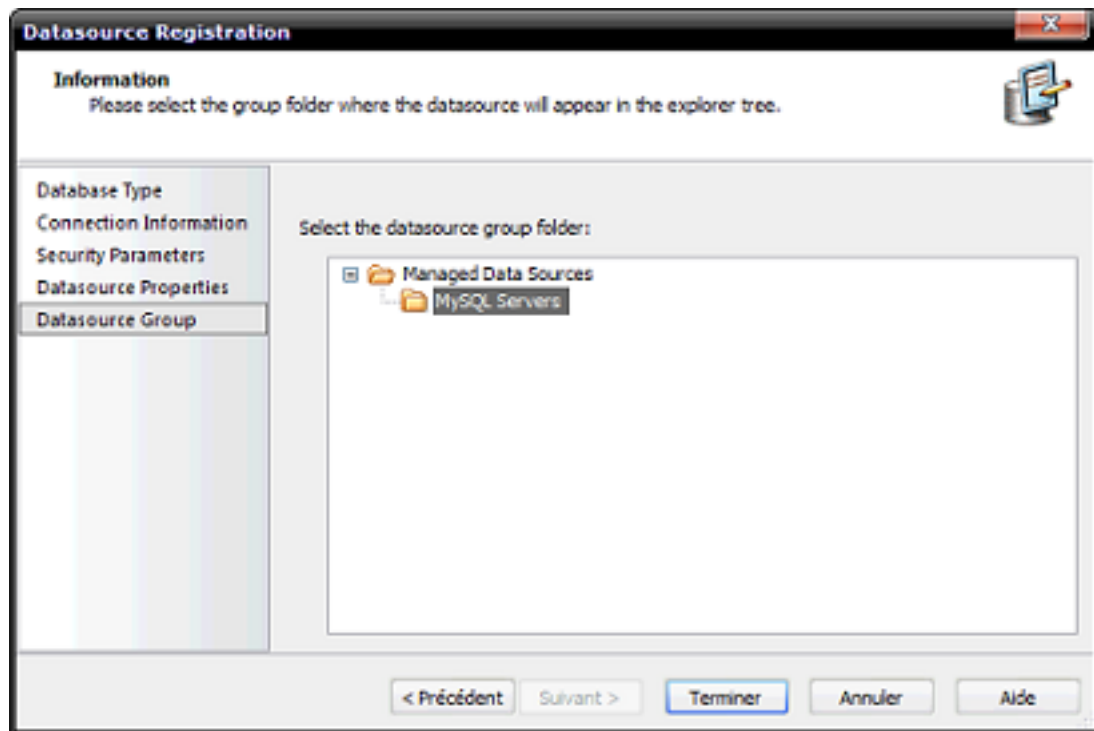 Datasource Registration
Information
Please select the group folder where the datasource will appear in the explorer tree.
Database Type
Connection Information
Security Parameters
Datasource Properties
Datasource Group
Select the datasource group folder:
Managed Data Sources
MySQL Servers
< Précédent Suivant > Terminer Annuler Aide